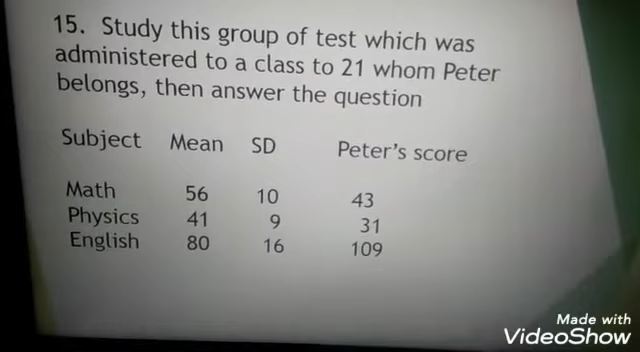 15. Study this group of test which was
administered to a class to 21 whom Peter
belongs, then answer the question
Subject Mean SD Peter's score
Math 56 10 43
Physics 41 9 31
English 80 16 109
Made with
VideoShow